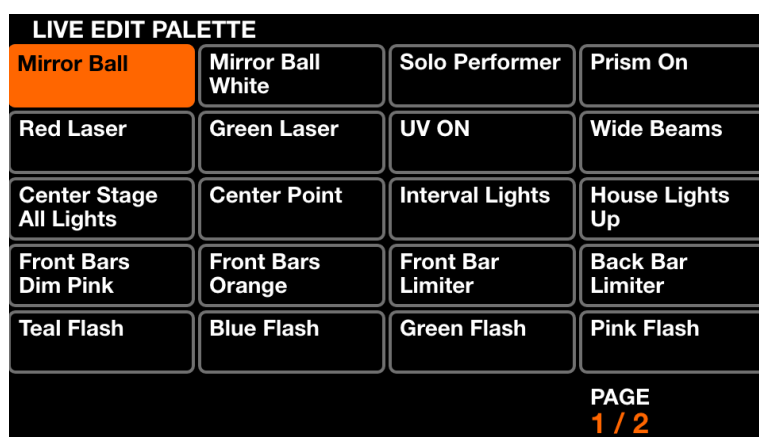 LIVE EDIT PALETTE
Mirror Ball
Mirror Ball
White
Solo Performer
Prism On
Red Laser
Green Laser
UV ON
Wide Beams
Center Stage
All Lights
Center Point
Interval Lights
House Lights
Up
Front Bars
Dim Pink
Front Bars
Orange
Front Bar
Limiter
Back Bar
Limiter
Teal Flash
Blue Flash
Green Flash
Pink Flash
PAGE
1 / 2